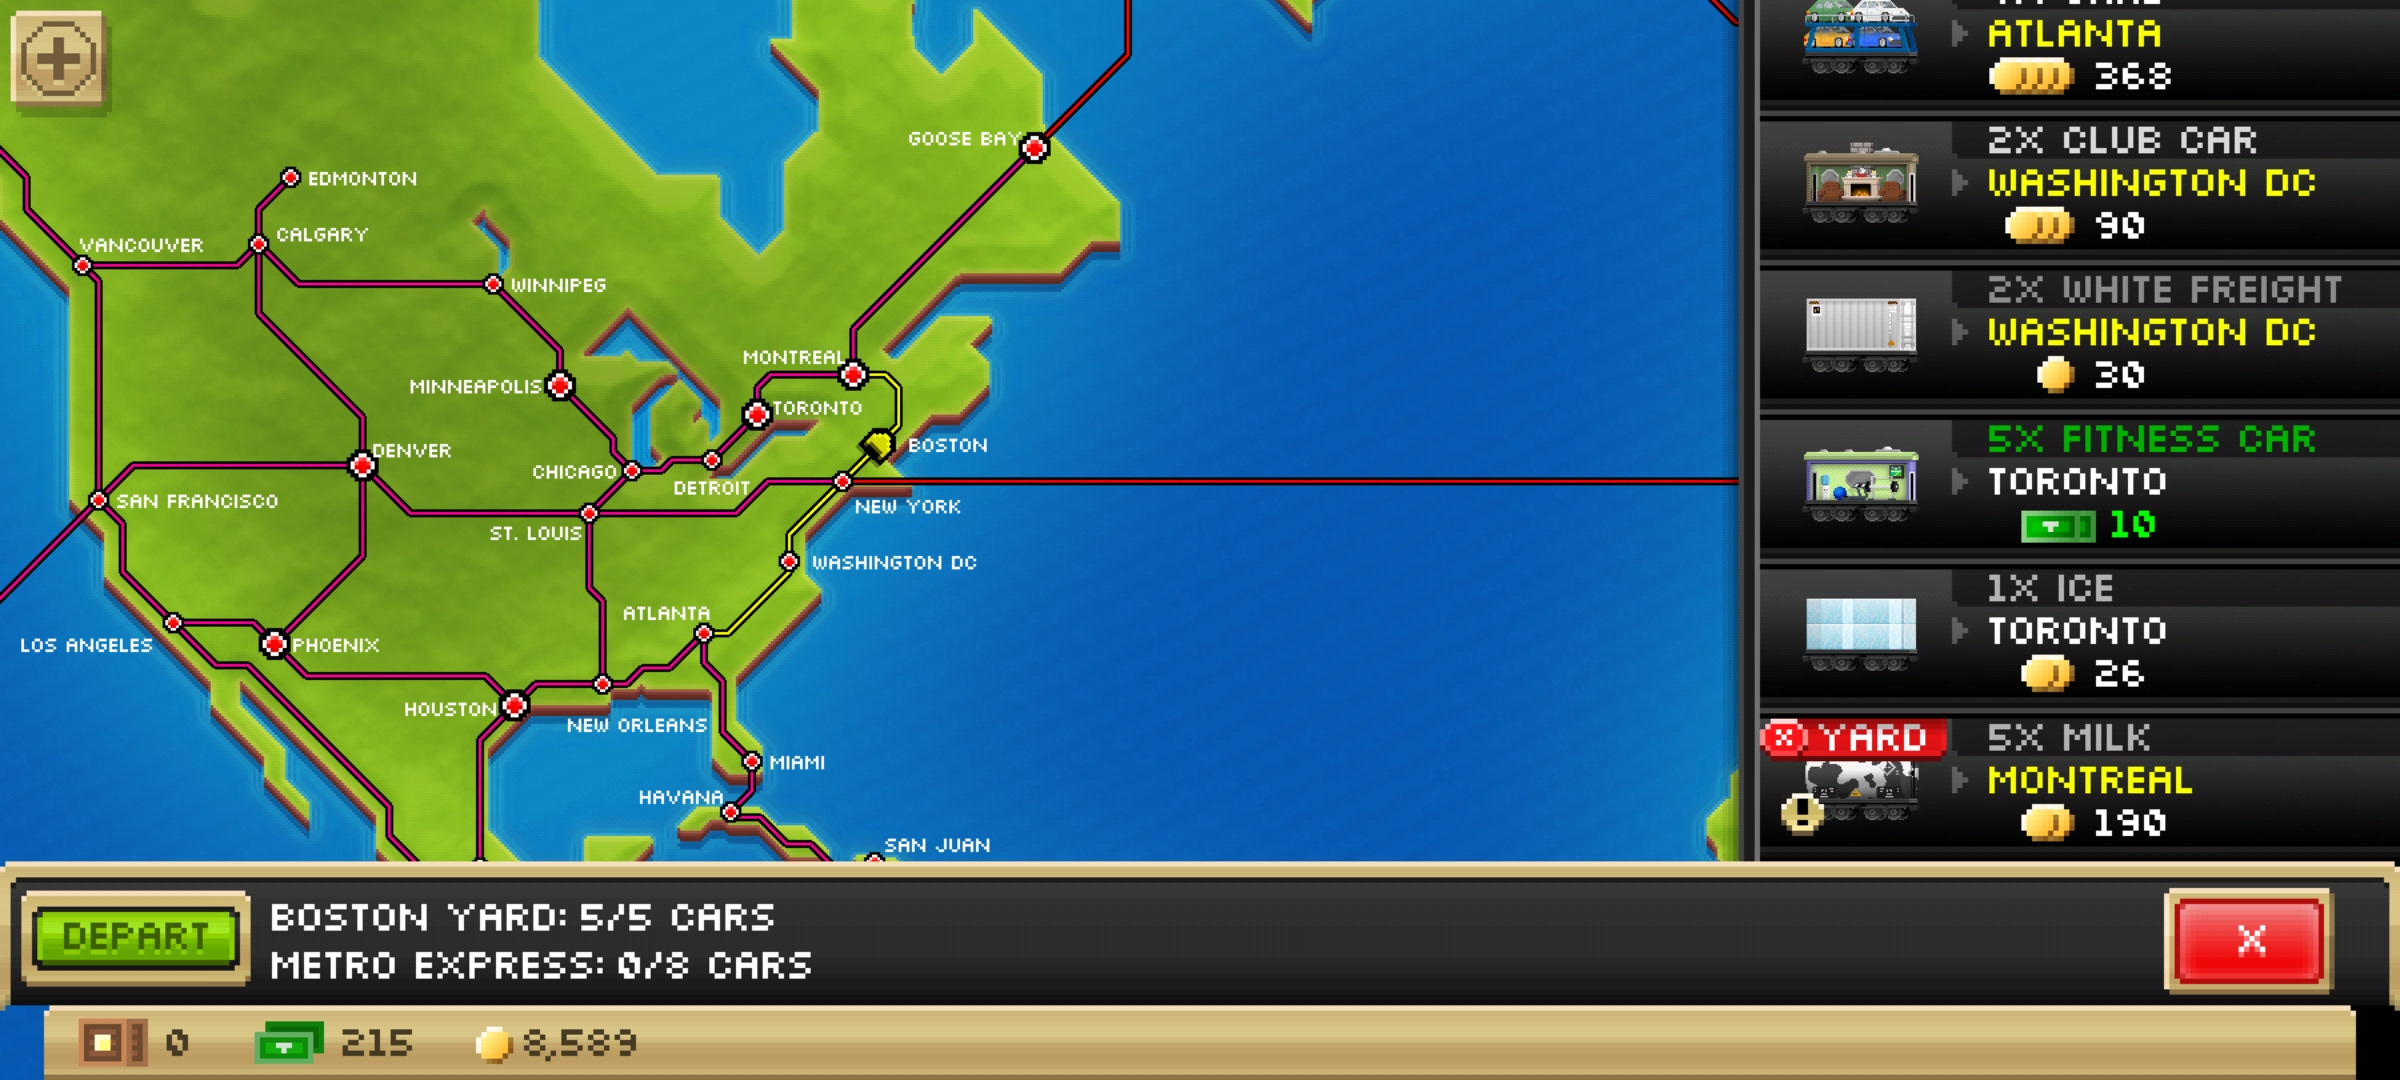 ATLANTA
368
2X CLUB CAR
WASHINGTON DC
90
2X WHITE FREIGHT
WASHINGTON DC
30
5X FITNESS CAR
TORONTO
10
1X ICE
TORONTO
26
YARD
5X MILK
MONTREAL
190
GOOSE BAY
EDMONTON
CALGARY
VANCOUVER
WINNIPEG
MONTREAL
MINNEAPOLIS
TORONTO
BOSTON
DENVER
CHICAGO
DETROIT
SAN FRANCISCO
NEW YORK
ST. LOUIS
WASHINGTON DC
ATLANTA
LOS ANGELES
PHOENIX
HOUSTON
NEW ORLEANS
MIAMI
HAVANA
SAN JUAN
DEPART
BOSTON YARD: 5/5 CARS
METRO EXPRESS: 0/8 CARS
X
0
215
8,589